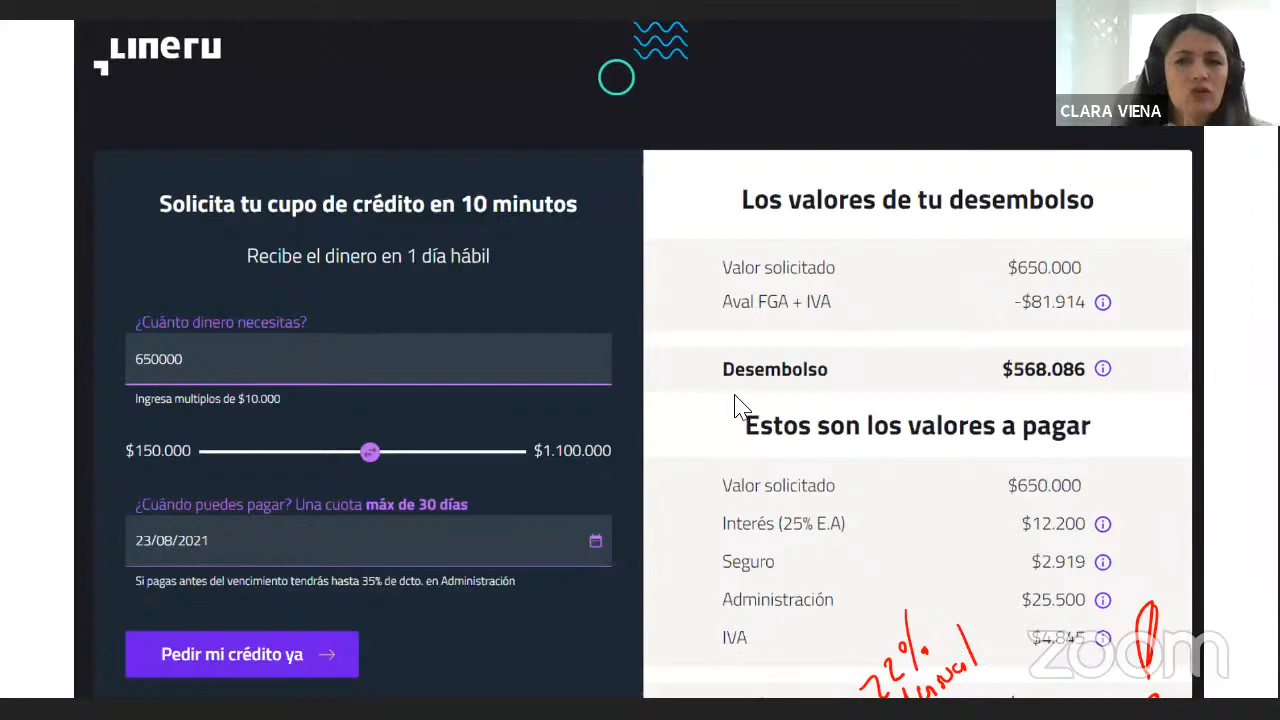 LINERU
CLARA VIENA
Solicita tu cupo de crédito en 10 minutos
Recibe el dinero en 1 día hábil
¿Cuánto dinero necesitas?
650000
Ingresa multiplos de $10.000
$150.000 $1.100.000
¿Cuándo puedes pagar? Una cuota máx de 30 días
23/08/2021
Si pagas antes del vencimiento tendrás hasta 35% de dcto. en Administración
Pedir mi crédito ya
Los valores de tu desembolso
Valor solicitado $650.000
Aval FGA + IVA -$81.914
Desembolso $568.086
Estos son los valores a pagar
Valor solicitado $650.000
Interés (25% E.A) $12.200
Seguro $2.919
Administración $25.500
IVA $4.845
zoom
22%